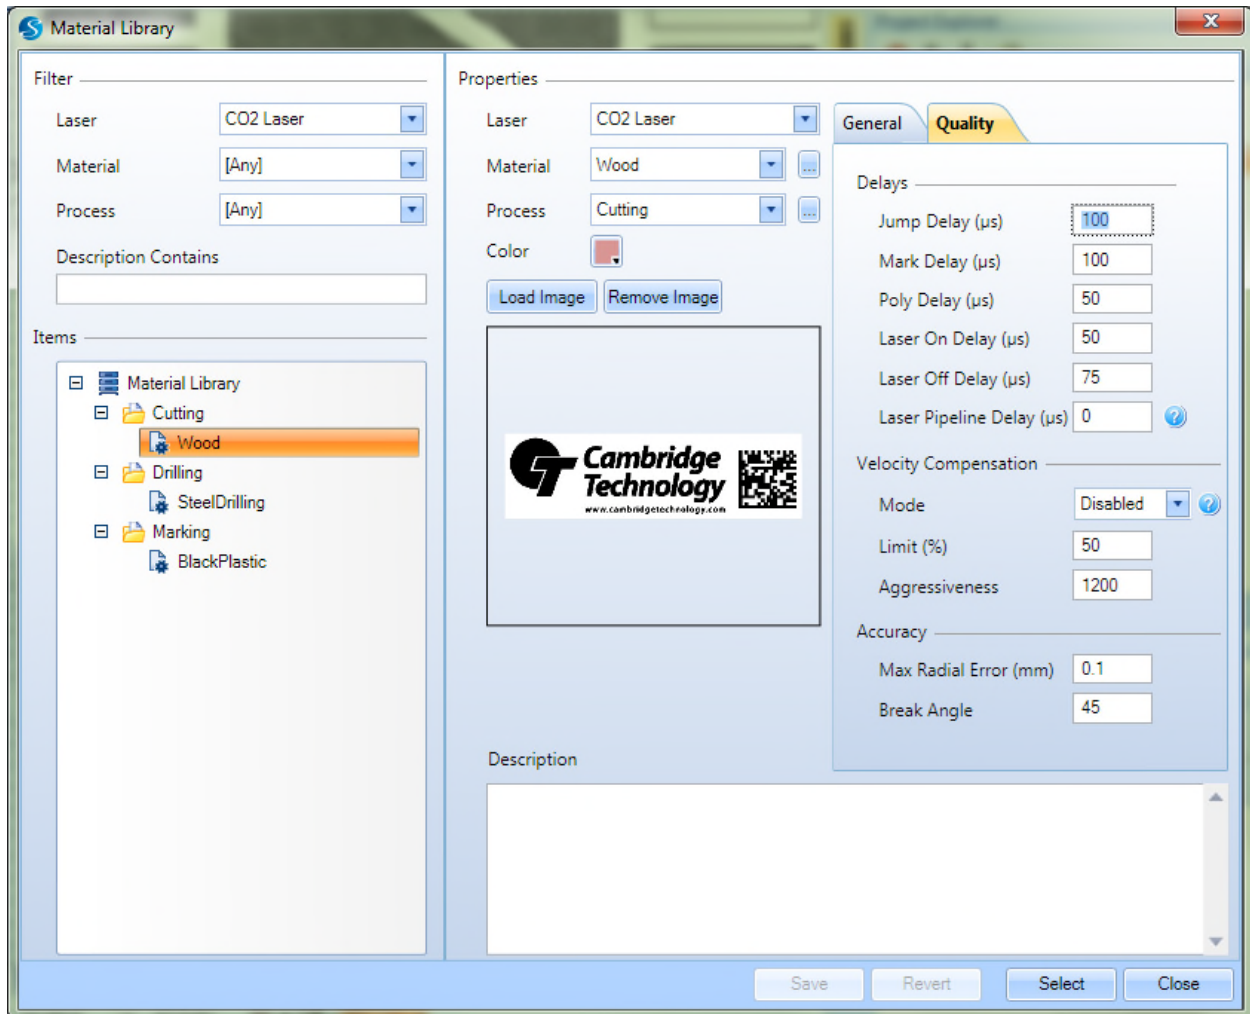 Material Library
Filter
Laser CO2 Laser
Material [Any]
Process [Any]
Description Contains
Items
Material Library
Cutting
Wood
Drilling
SteelDrilling
Marking
BlackPlastic
Properties
Laser CO2 Laser
Material Wood ...
Process Cutting ...
Color
Load Image Remove Image
Cambridge
Technology
www.cambridgetechnology.com
General Quality
Delays
Jump Delay (µs) 100
Mark Delay (µs) 100
Poly Delay (µs) 50
Laser On Delay (µs) 50
Laser Off Delay (µs) 75
Laser Pipeline Delay (µs) 0 ?
Velocity Compensation
Mode Disabled ?
Limit (%) 50
Aggressiveness 1200
Accuracy
Max Radial Error (mm) 0.1
Break Angle 45
Description
Save Revert Select Close